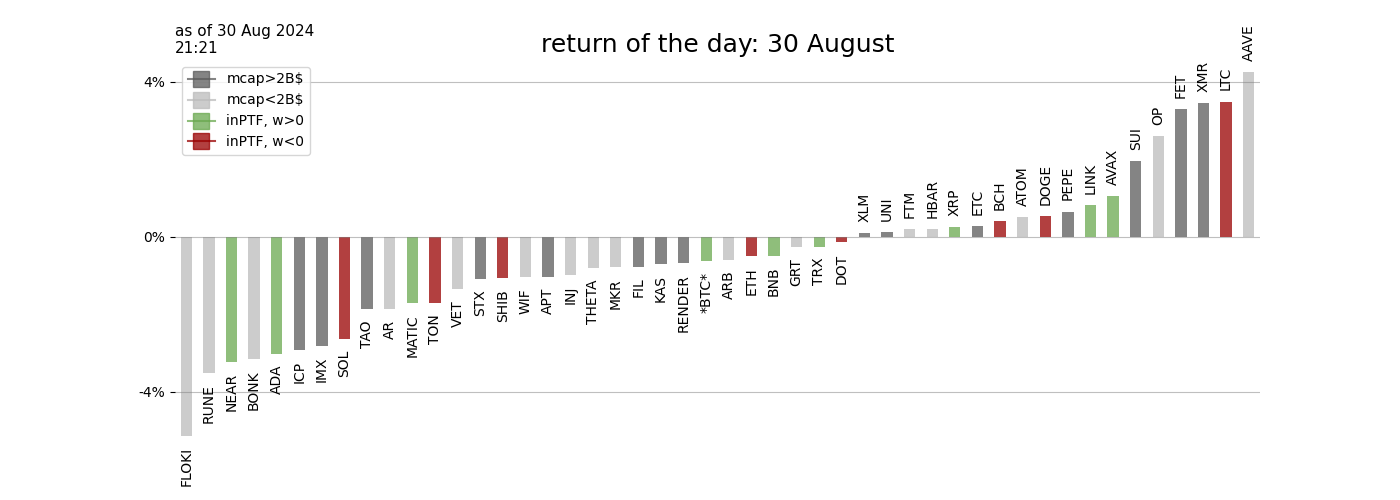 as of 30 Aug 2024
21:21
return of the day: 30 August
mcap>2B$
mcap<2B$
inPTF, w>0
inPTF, w<0
4%
0%
-4%
FLOKI
RUNE
NEAR
BONK
ADA
ICP
IMX
SOL
TAO
AR
MATIC
TON
VET
STX
SHIB
WIF
APT
INJ
THETA
MKR
FIL
KAS
RENDER
*BTC*
ARB
ETH
BNB
GRT
TRX
DOT
XLM
UNI
FTM
HBAR
XRP
ETC
BCH
ATOM
DOGE
PEPE
LINK
AVAX
SUI
OP
FET
XMR
LTC
AAVE